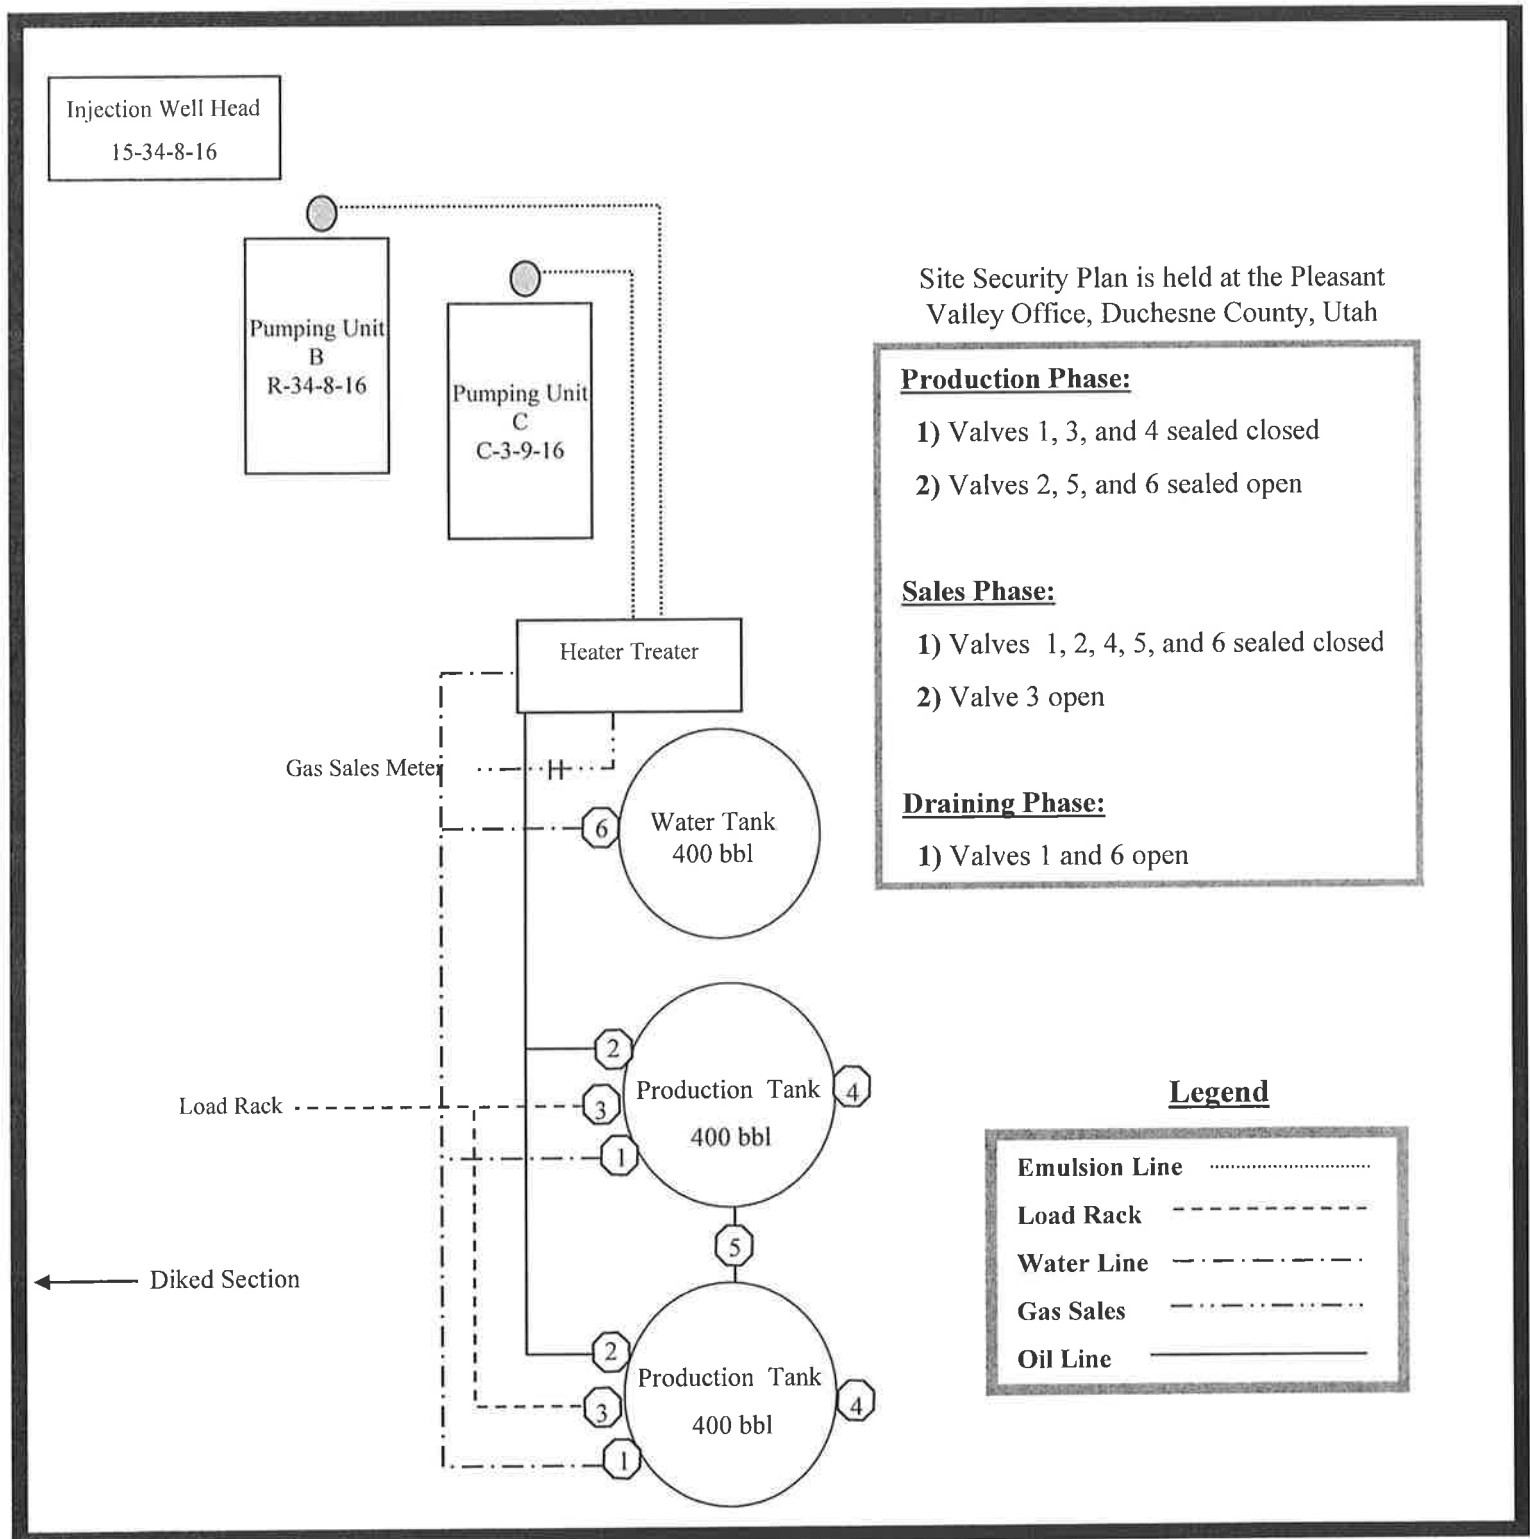 Injection Well Head
15-34-8-16
Pumping Unit
B
R-34-8-16
Pumping Unit
C
C-3-9-16
Site Security Plan is held at the Pleasant
Valley Office, Duchesne County, Utah
Production Phase:
1) Valves 1, 3, and 4 sealed closed
2) Valves 2, 5, and 6 sealed open
Sales Phase:
1) Valves 1, 2, 4, 5, and 6 sealed closed
2) Valve 3 open
Draining Phase:
1) Valves 1 and 6 open
Heater Treater
Gas Sales Meter
6
Water Tank
400 bbl
2
3
1
4
Production Tank
400 bbl
Load Rack
5
Diked Section
2
3
1
4
Production Tank
400 bbl
Legend
Emulsion Line
Load Rack
Water Line
Gas Sales
Oil Line